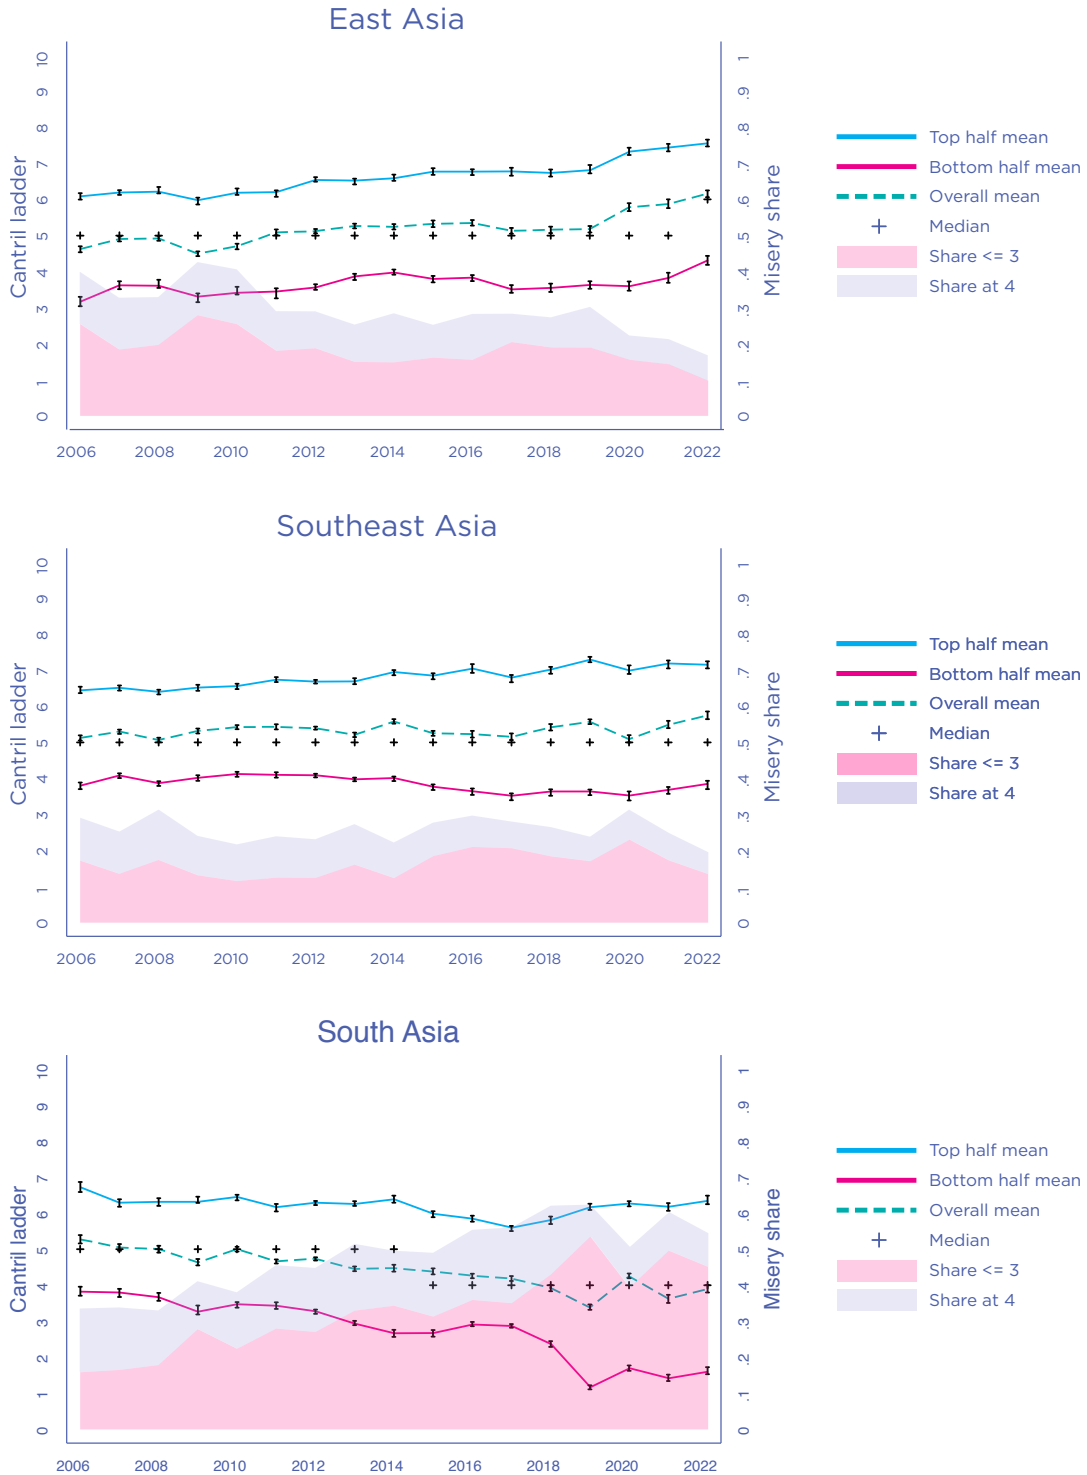 East Asia
Cantril ladder
10
9
8
7
6
5
4
3
2
1
0
1
.9
.8
.7
.6
.5
.4
.3
.2
.1
0
Misery share
2006 2008 2010 2012 2014 2016 2018 2020 2022
Top half mean
Bottom half mean
Overall mean
Median
Share <= 3
Share at 4
Southeast Asia
Cantril ladder
10
9
8
7
6
5
4
3
2
1
0
1
.9
.8
.7
.6
.5
.4
.3
.2
.1
0
Misery share
2006 2008 2010 2012 2014 2016 2018 2020 2022
Top half mean
Bottom half mean
Overall mean
Median
Share <= 3
Share at 4
South Asia
Cantril ladder
10
9
8
7
6
5
4
3
2
1
0
1
.9
.8
.7
.6
.5
.4
.3
.2
.1
0
Misery share
2006 2008 2010 2012 2014 2016 2018 2020 2022
Top half mean
Bottom half mean
Overall mean
Median
Share <= 3
Share at 4